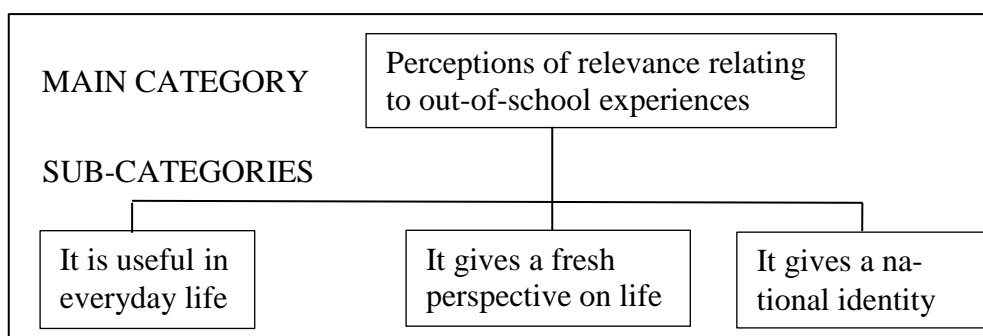 MAIN CATEGORY
Perceptions of relevance relating
to out-of-school experiences
SUB-CATEGORIES
It is useful in
everyday life
It gives a fresh
perspective on life
It gives a na-
tional identity